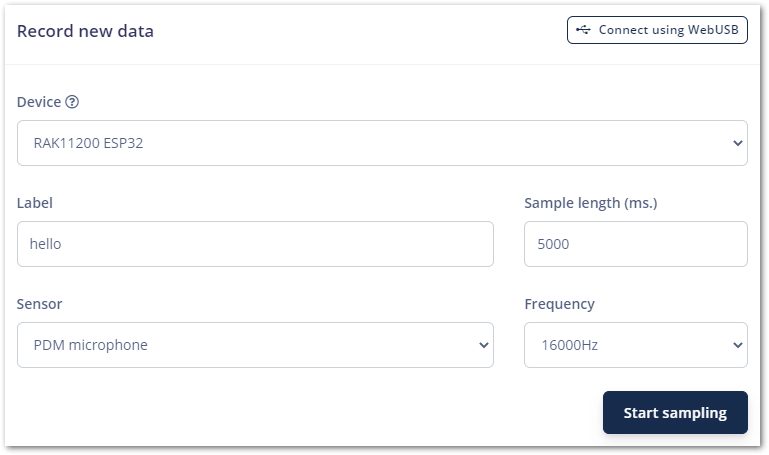 Record new data
Connect using WebUSB
Device
RAK11200 ESP32
Label
Sample length (ms.)
hello
5000
Sensor
Frequency
PDM microphone
16000Hz
Start sampling